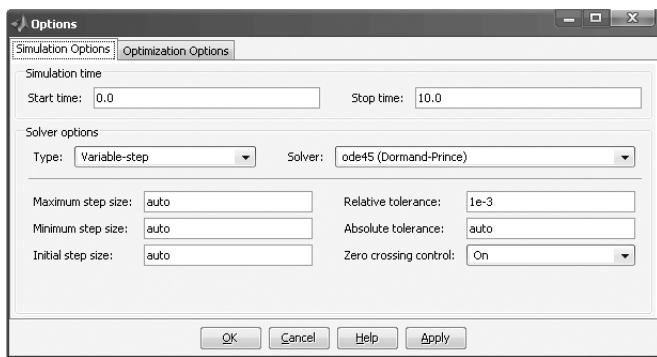 Options
Simulation Options Optimization Options
Simulation time
Start time: 0.0 Stop time: 10.0
Solver options
Type: Variable-step Solver: ode45 (Dormand-Prince)
Maximum step size: auto Relative tolerance: 1e-3
Minimum step size: auto Absolute tolerance: auto
Initial step size: auto Zero crossing control: On
OK Cancel Help Apply